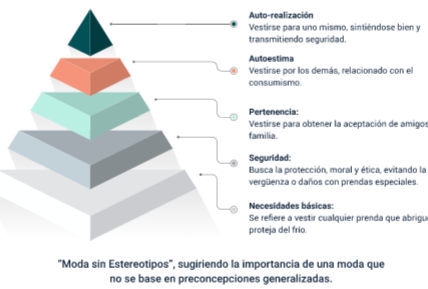 Auto-realización
Vestirse para uno mismo, sintiéndose bien y
transmitiendo seguridad.
Autoestima
Vestirse por los demás, relacionado con el
consumismo.
Pertenencia:
Vestirse para obtener la aceptación de amigos
familia.
Seguridad:
Busca la protección, moral y ética, evitando la
vergüenza o daños con prendas especiales.
Necesidades básicas:
Se refiere a vestir cualquier prenda que abrigue
proteja del frío.
“Moda sin Estereotipos”, sugiriendo la importancia de una moda que
no se base en preconcepciones generalizadas.